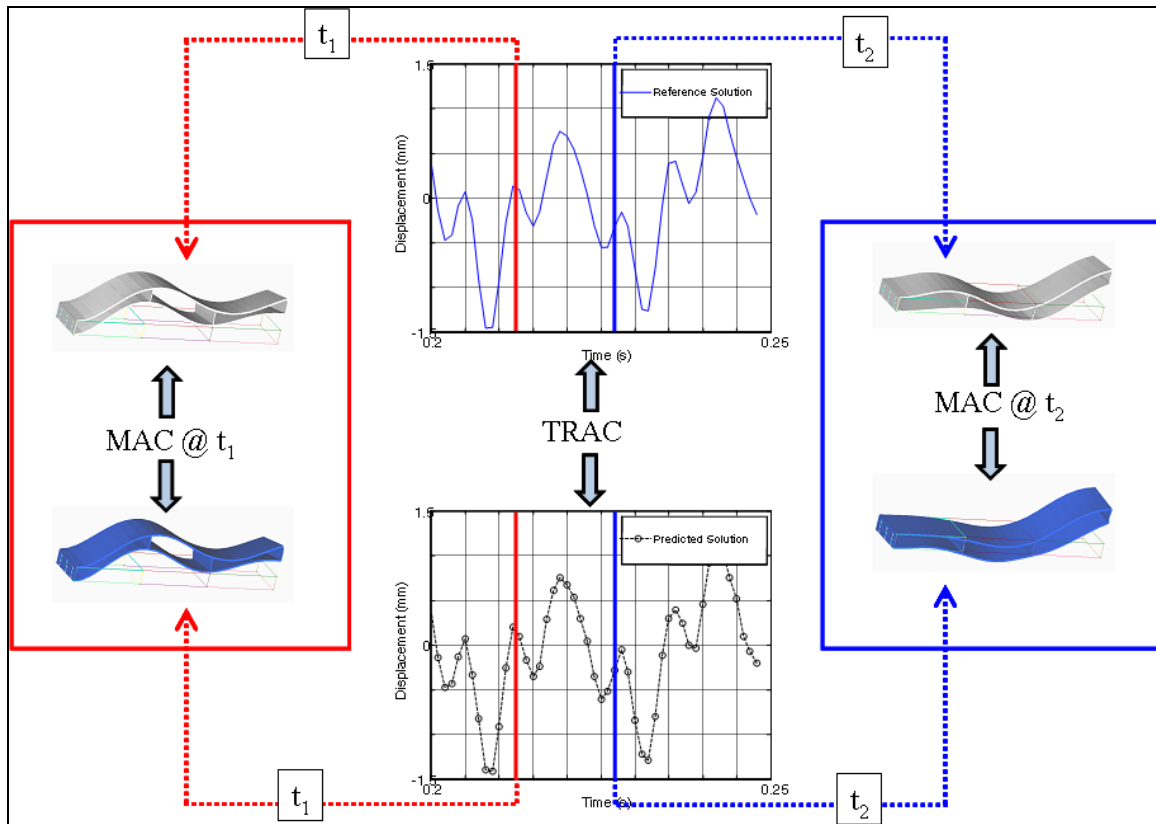 t1
t2
1.5
Reference Solution
Displacement (mm)
0
-1.5
0.2
0.25
Time (s)
MAC @ t1
TRAC
MAC @ t2
1.5
Predicted Solution
Displacement (mm)
0
-1.5
0.2
0.25
Time (s)
t1
t2